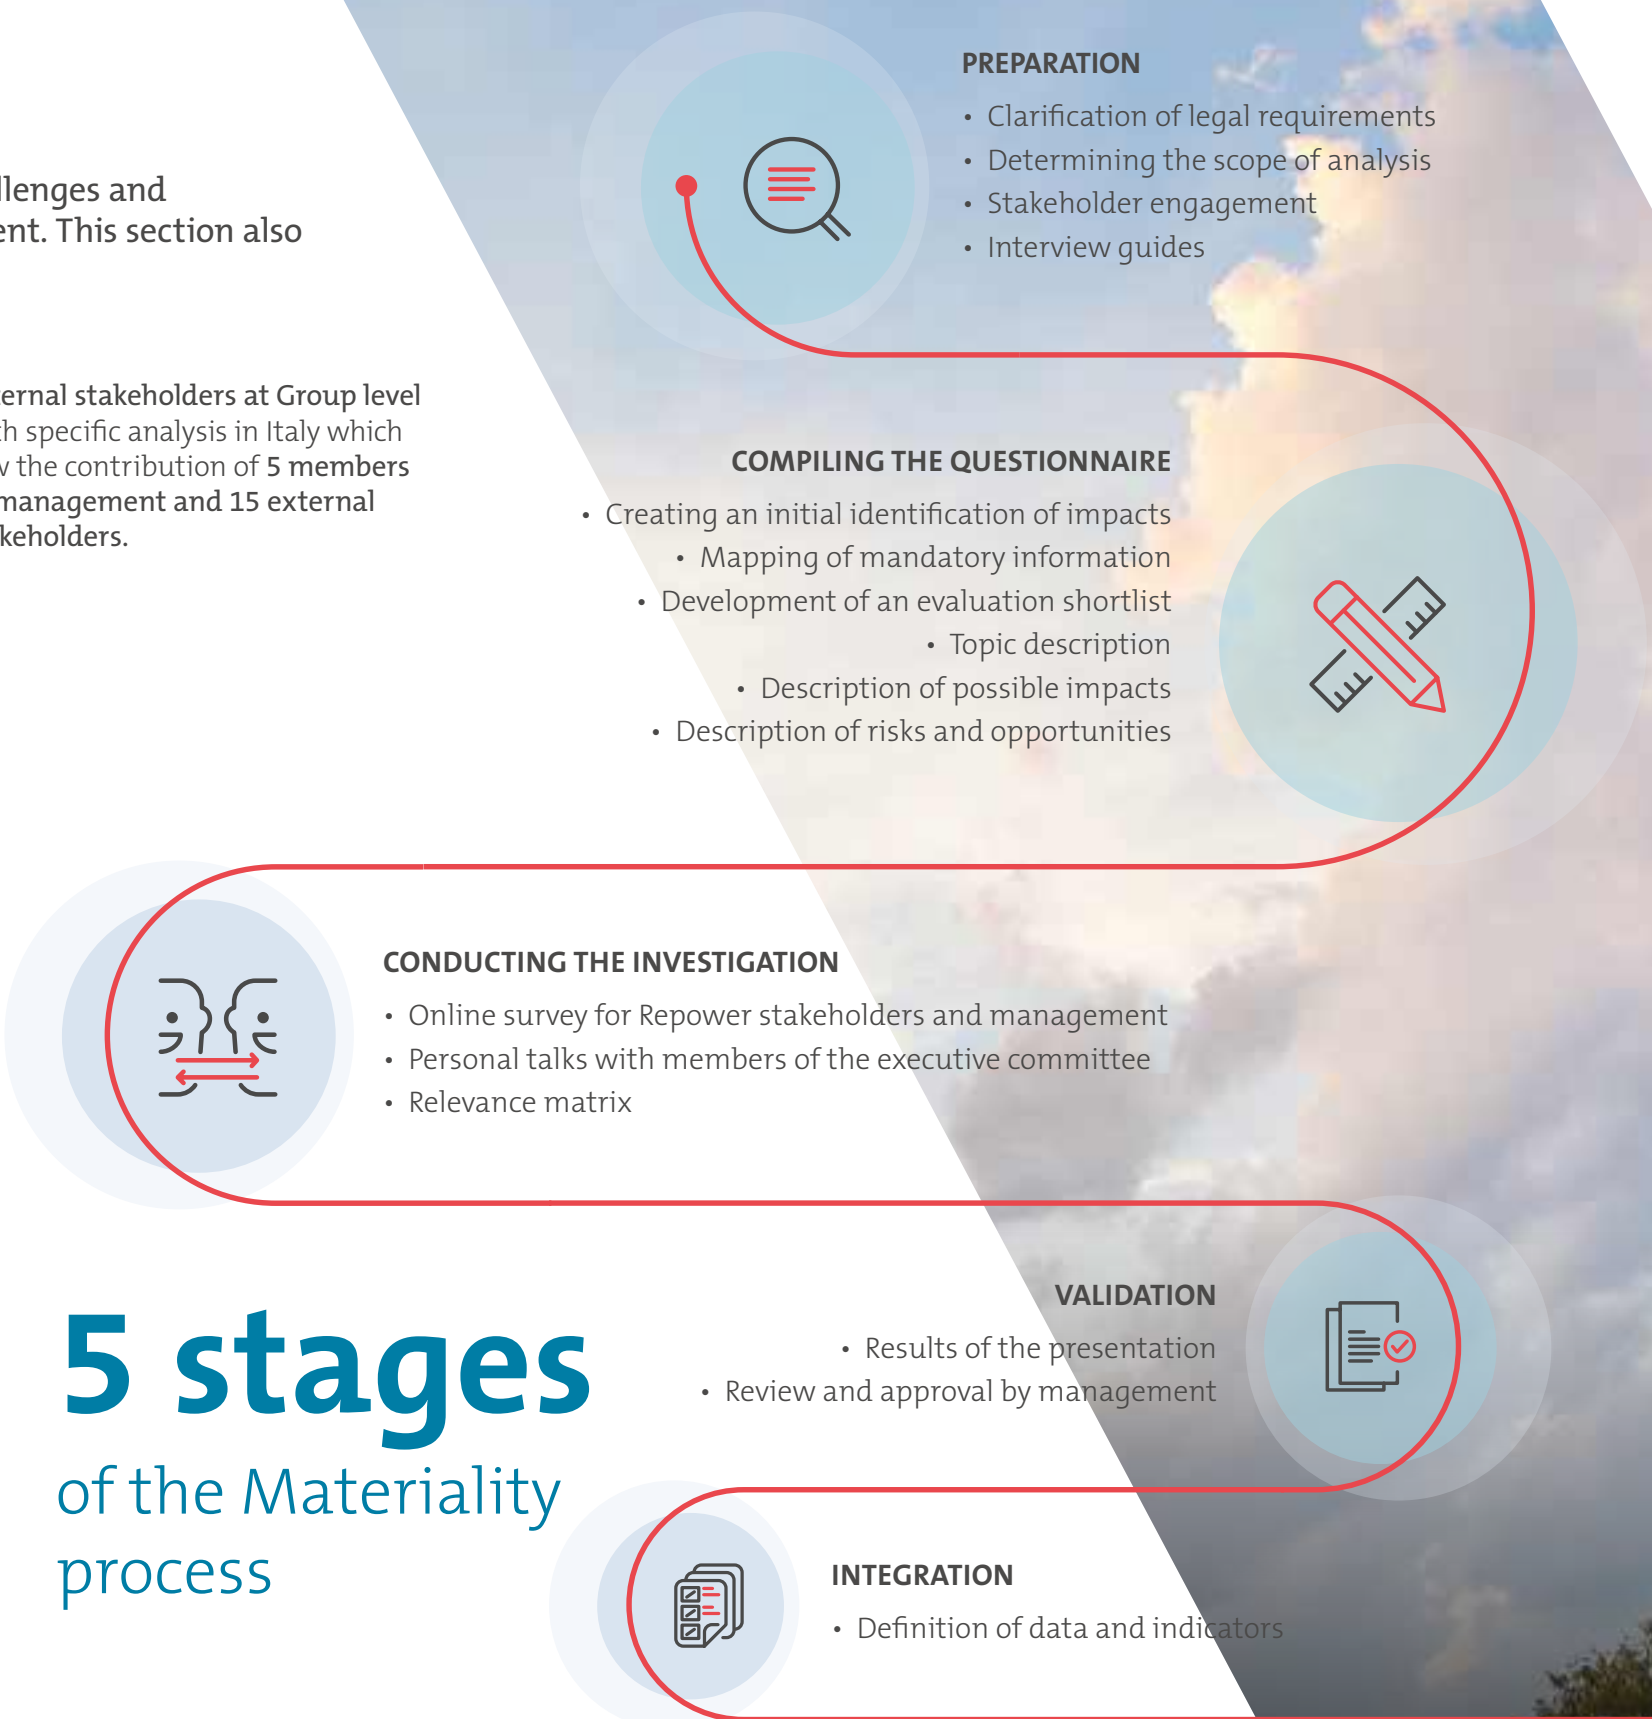 and
This section also
stakeholders at Group level
specific analysis in Italy which
the contribution of 5 members
management and 15 external
PREPARATION
• Clarification of legal requirements
• Determining the scope of analysis
• Stakeholder engagement
• Interview guides
COMPILING THE QUESTIONNAIRE
• Creating an initial identification of impacts
• Mapping of mandatory information
• Development of an evaluation shortlist
• Topic description
• Description of possible impacts
• Description of risks and opportunities
CONDUCTING THE INVESTIGATION
• Online survey for Repower stakeholders and management
• Personal talks with members of the executive committee
• Relevance matrix
VALIDATION
• Results of the presentation
• Review and approval by management
5 stages
of the Materiality
process
INTEGRATION
• Definition of data and indicators